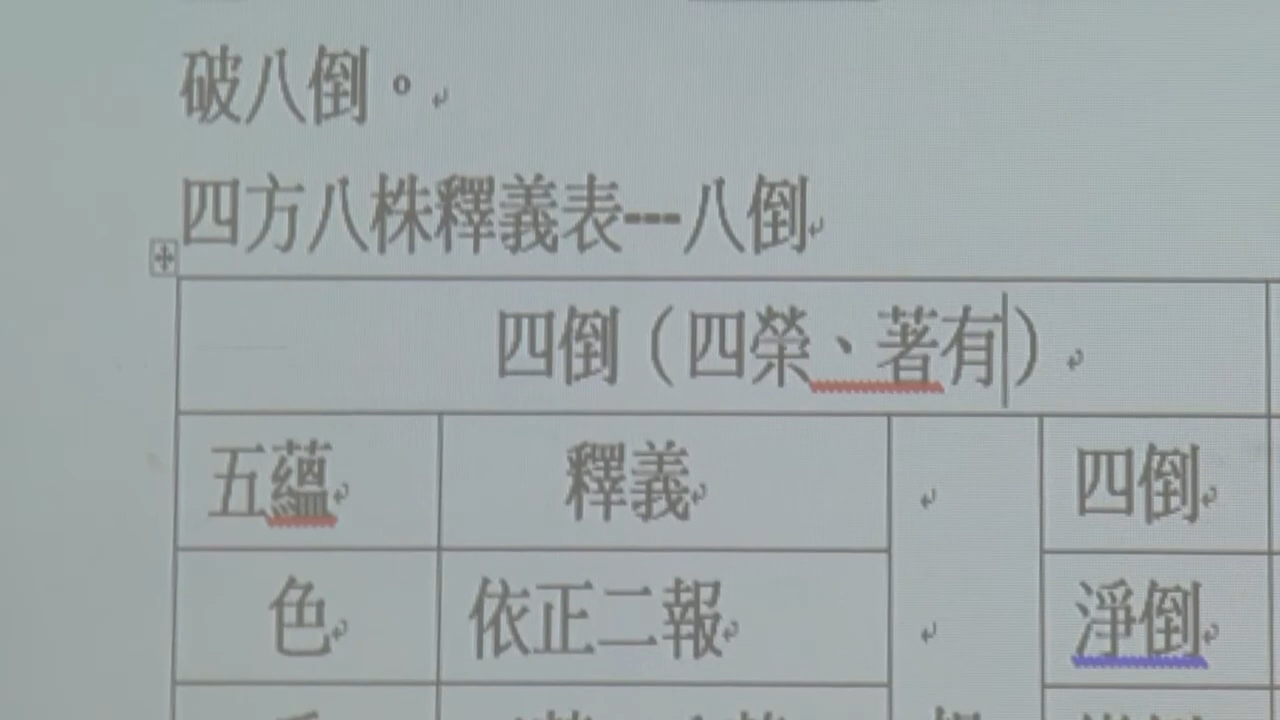 破八倒。
四方八株釋義表---八倒
四倒（四榮、著有）
五蘊 釋義 四倒
色 依正二報 淨倒